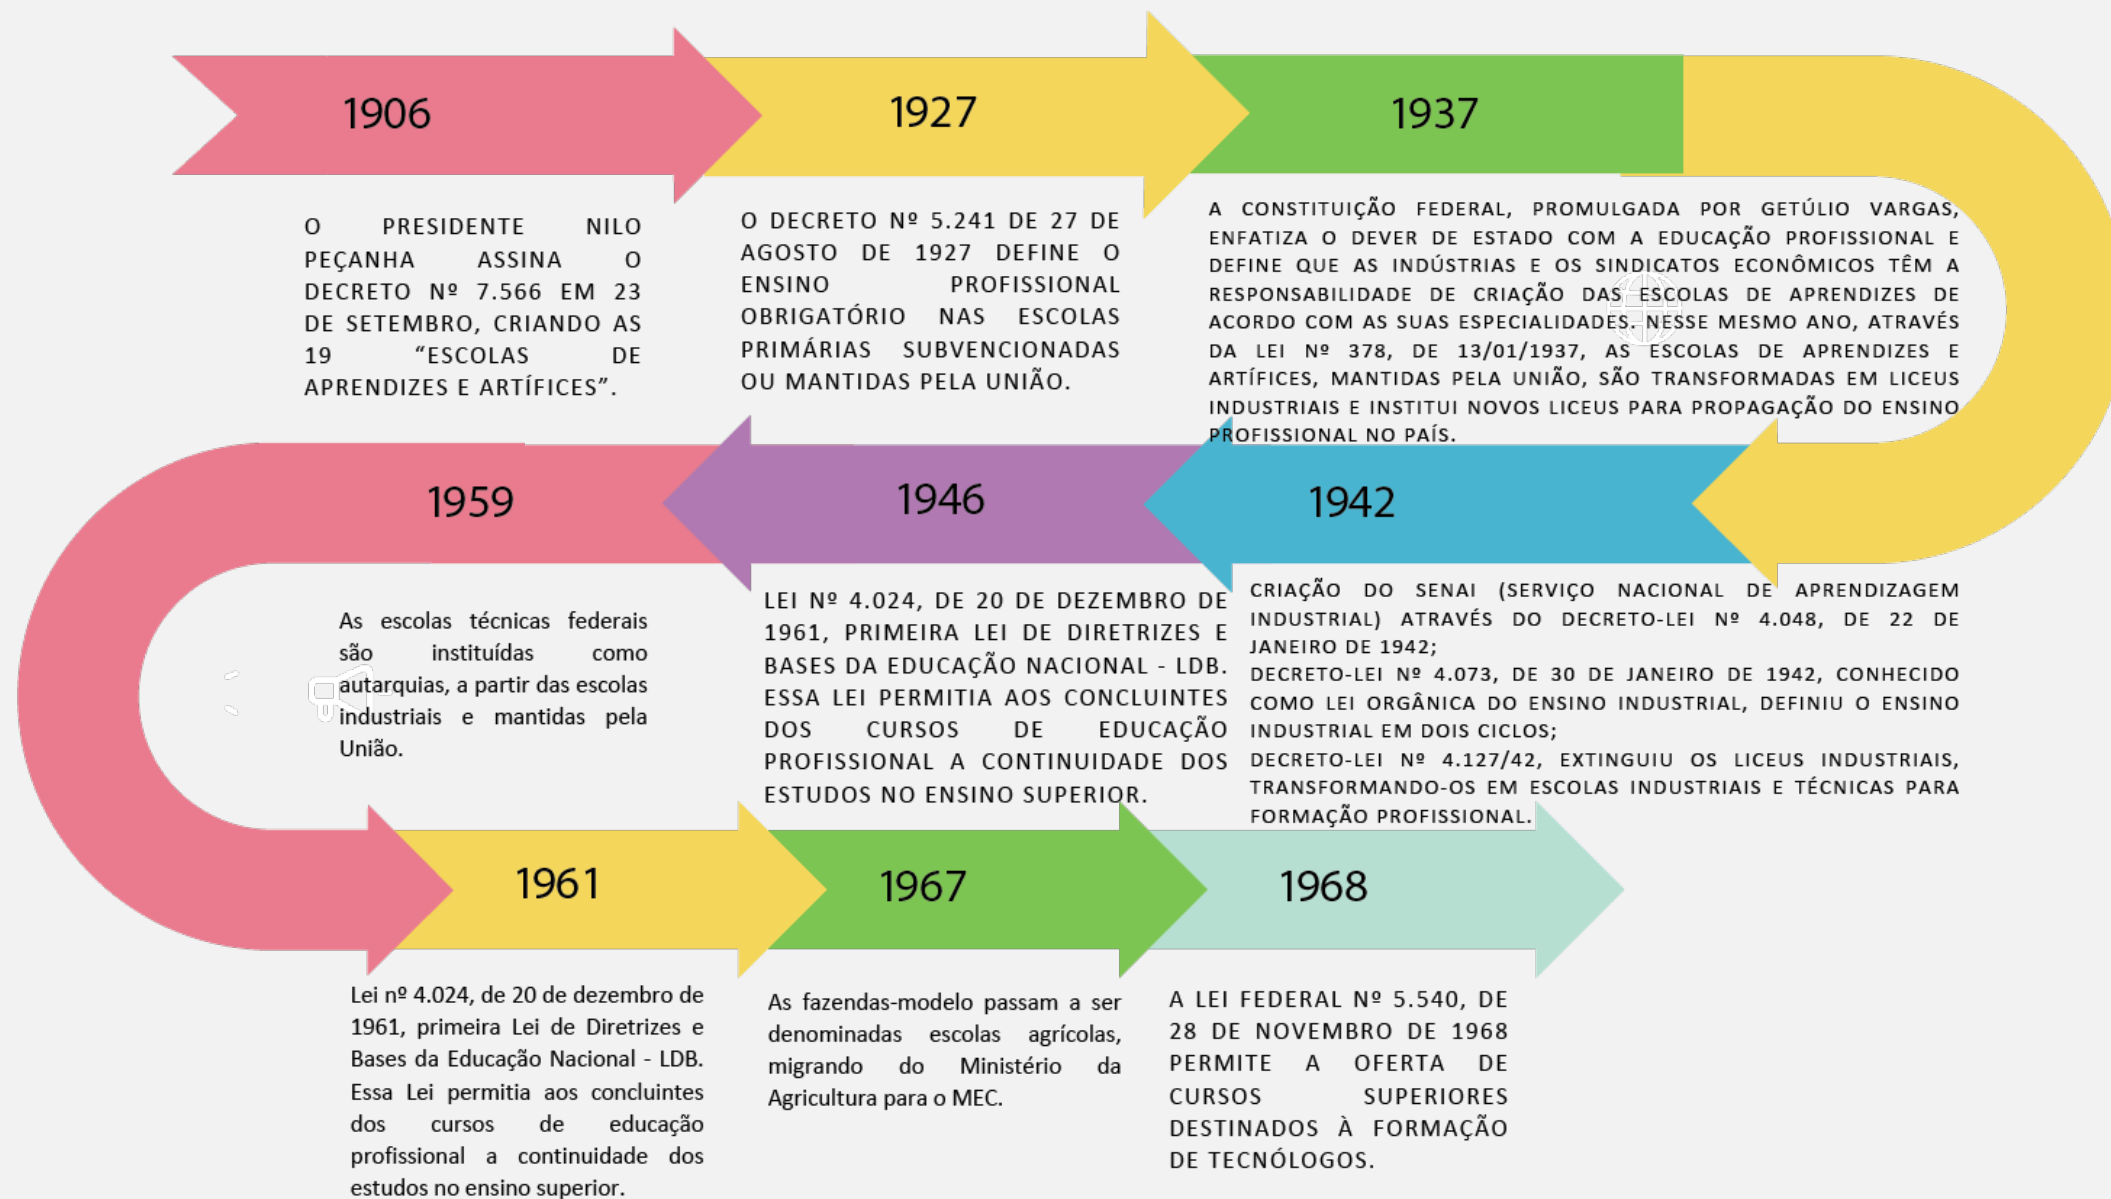 1906
O PRESIDENTE NILO
PEÇANHA ASSINA O
DECRETO Nº 7.566 EM 23
DE SETEMBRO, CRIANDO AS
19 “ESCOLAS DE
APRENDIZES E ARTÍFICES”.
1927
O DECRETO Nº 5.241 DE 27 DE
AGOSTO DE 1927 DEFINE O
ENSINO PROFISSIONAL
OBRIGATÓRIO NAS ESCOLAS
PRIMÁRIAS SUBVENCIONADAS
OU MANTIDAS PELA UNIÃO.
1937
A CONSTITUIÇÃO FEDERAL, PROMULGADA POR GETÚLIO VARGAS,
ENFATIZA O DEVER DE ESTADO COM A EDUCAÇÃO PROFISSIONAL E
DEFINE QUE AS INDÚSTRIAS E OS SINDICATOS ECONÔMICOS TÊM A
RESPONSABILIDADE DE CRIAÇÃO DAS ESCOLAS DE APRENDIZES DE
ACORDO COM AS SUAS ESPECIALIDADES. NESSE MESMO ANO, ATRAVÉS
DA LEI Nº 378, DE 13/01/1937, AS ESCOLAS DE APRENDIZES E
ARTÍFICES, MANTIDAS PELA UNIÃO, SÃO TRANSFORMADAS EM LICEUS
INDUSTRIAIS E INSTITUI NOVOS LICEUS PARA PROPAGAÇÃO DO ENSINO
PROFISSIONAL NO PAÍS.
1942
CRIAÇÃO DO SENAI (SERVIÇO NACIONAL DE APRENDIZAGEM
INDUSTRIAL) ATRAVÉS DO DECRETO-LEI Nº 4.048, DE 22 DE
JANEIRO DE 1942;
DECRETO-LEI Nº 4.073, DE 30 DE JANEIRO DE 1942, CONHECIDO
COMO LEI ORGÂNICA DO ENSINO INDUSTRIAL, DEFINIU O ENSINO
INDUSTRIAL EM DOIS CICLOS;
DECRETO-LEI Nº 4.127/42, EXTINGUIU OS LICEUS INDUSTRIAIS,
TRANSFORMANDO-OS EM ESCOLAS INDUSTRIAIS E TÉCNICAS PARA
FORMAÇÃO PROFISSIONAL.
1946
LEI Nº 4.024, DE 20 DE DEZEMBRO DE
1961, PRIMEIRA LEI DE DIRETRIZES E
BASES DA EDUCAÇÃO NACIONAL - LDB.
ESSA LEI PERMITIA AOS CONCLUINTES
DOS CURSOS DE EDUCAÇÃO
PROFISSIONAL A CONTINUIDADE DOS
ESTUDOS NO ENSINO SUPERIOR.
1959
As escolas técnicas federais
são instituídas como
autarquias, a partir das escolas
industriais e mantidas pela
União.
1961
Lei nº 4.024, de 20 de dezembro de
1961, primeira Lei de Diretrizes e
Bases da Educação Nacional - LDB.
Essa Lei permitia aos concluintes
dos cursos de educação
profissional a continuidade dos
estudos no ensino superior.
1967
As fazendas-modelo passam a ser
denominadas escolas agrícolas,
migrando do Ministério da
Agricultura para o MEC.
1968
A LEI FEDERAL Nº 5.540, DE
28 DE NOVEMBRO DE 1968
PERMITE A OFERTA DE
CURSOS SUPERIORES
DESTINADOS À FORMAÇÃO
DE TECNÓLOGOS.